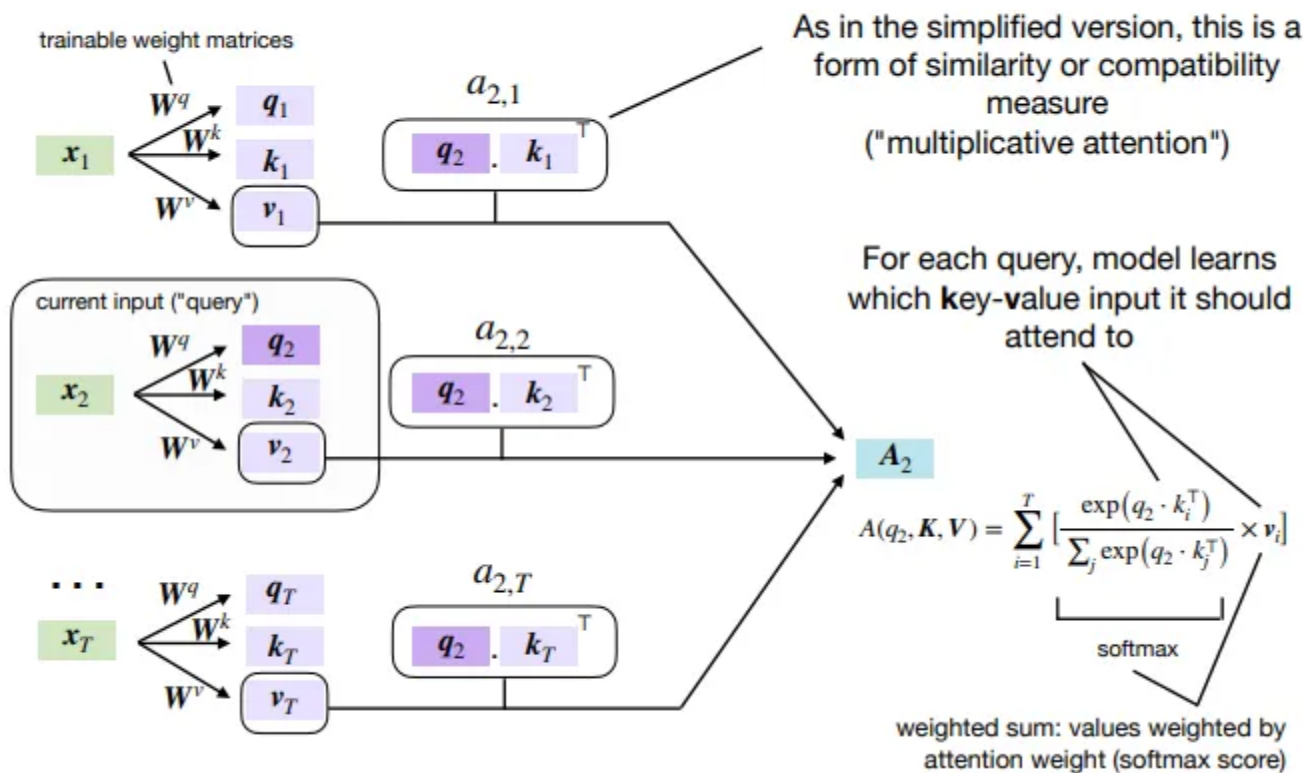 trainable weight matrices
W^q
q_1
x_1
W^k
k_1
W^v
v_1
a_{2,1}
q_2 . k_1^⊤
As in the simplified version, this is a
form of similarity or compatibility
measure
("multiplicative attention")
current input ("query")
W^q
q_2
x_2
W^k
k_2
W^v
v_2
a_{2,2}
q_2 . k_2^⊤
For each query, model learns
which key-value input it should
attend to
A_2
A(q_2, K, V) = ∑_{i=1}^{T} [ exp(q_2 · k_i^⊤) / ∑_j exp(q_2 · k_j^⊤) × v_i ]
softmax
weighted sum: values weighted by
attention weight (softmax score)
...
W^q
q_T
x_T
W^k
k_T
W^v
v_T
a_{2,T}
q_2 . k_T^⊤